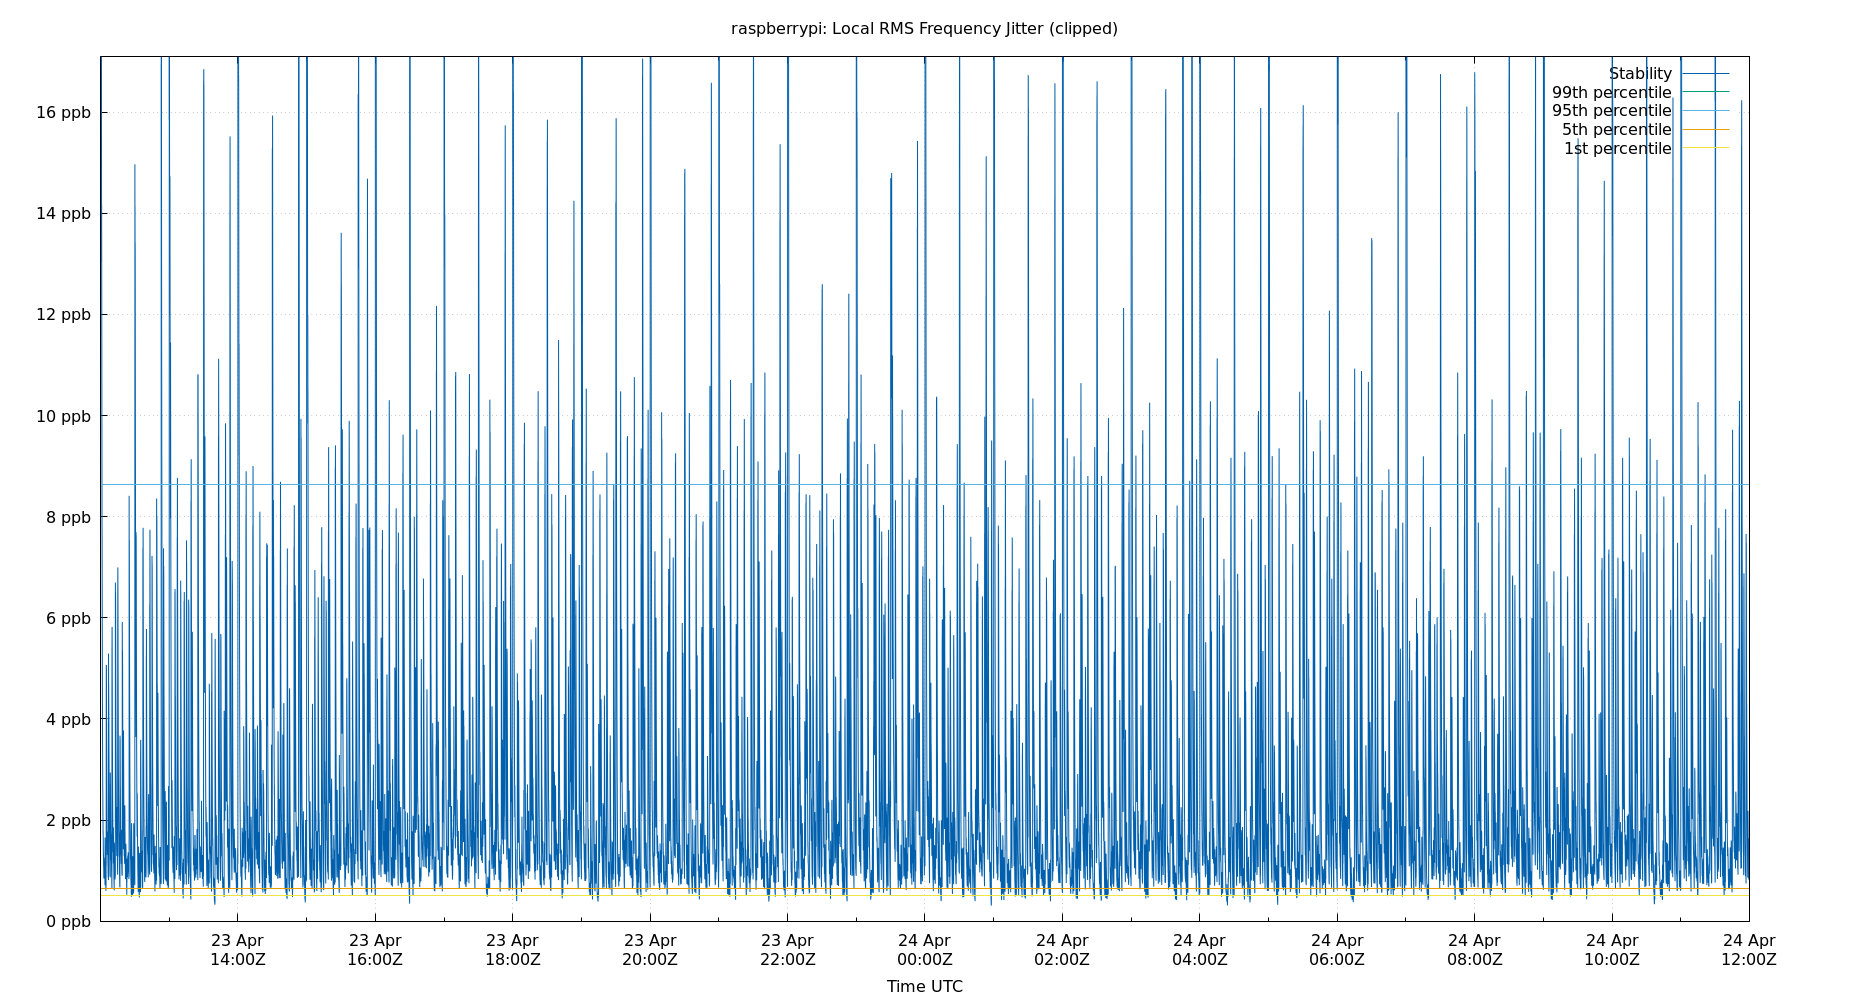 raspberrypi: Local RMS Frequency Jitter (clipped)
Stability
99th percentile
95th percentile
5th percentile
1st percentile
16 ppb
14 ppb
12 ppb
10 ppb
8 ppb
6 ppb
4 ppb
2 ppb
0 ppb
23 Apr 23 Apr 23 Apr 23 Apr 23 Apr 24 Apr 24 Apr 24 Apr 24 Apr 24 Apr 24 Apr 24 Apr
14:00Z 16:00Z 18:00Z 20:00Z 22:00Z 00:00Z 02:00Z 04:00Z 06:00Z 08:00Z 10:00Z 12:00Z
Time UTC